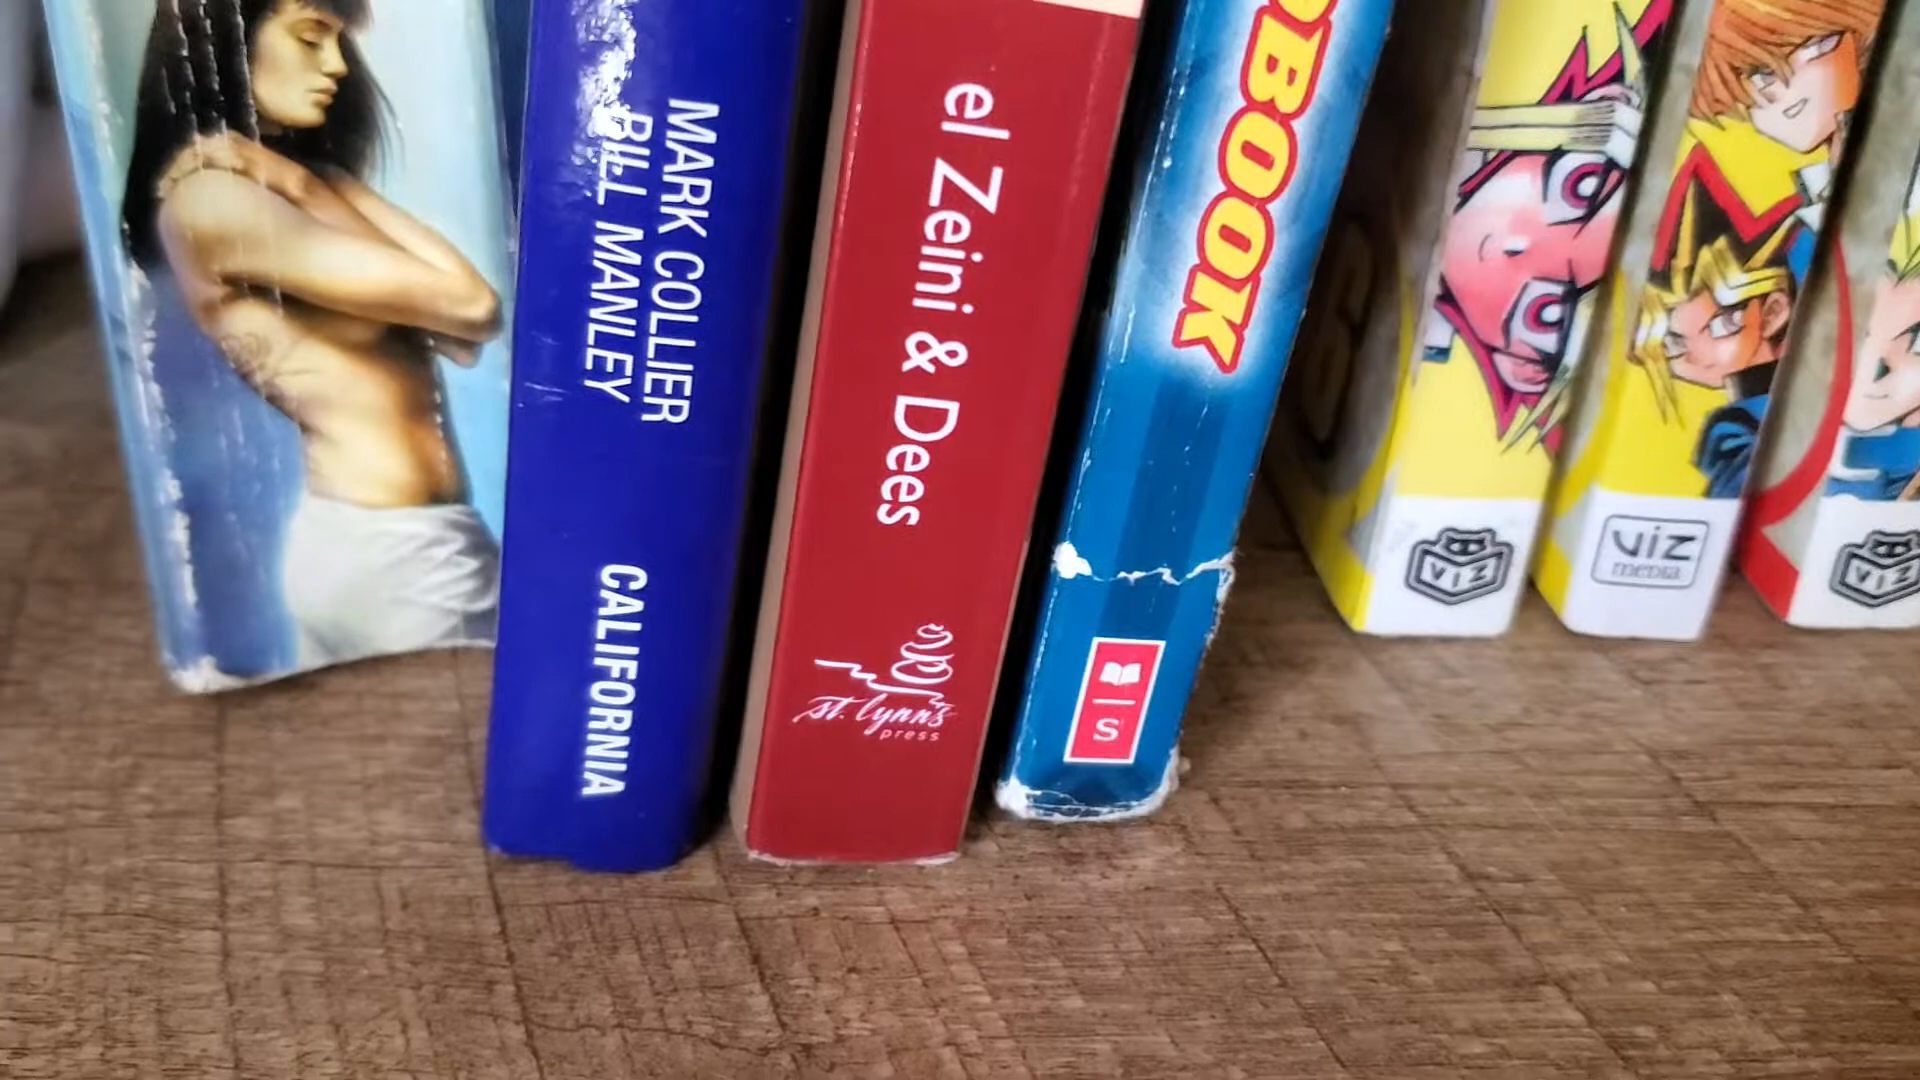 MARK COLLIER
BILL MANLEY
CALIFORNIA
el Zeini & Dees
st. lynn's
press
BOOK
S
VIZ
VIZ
media
VIZ